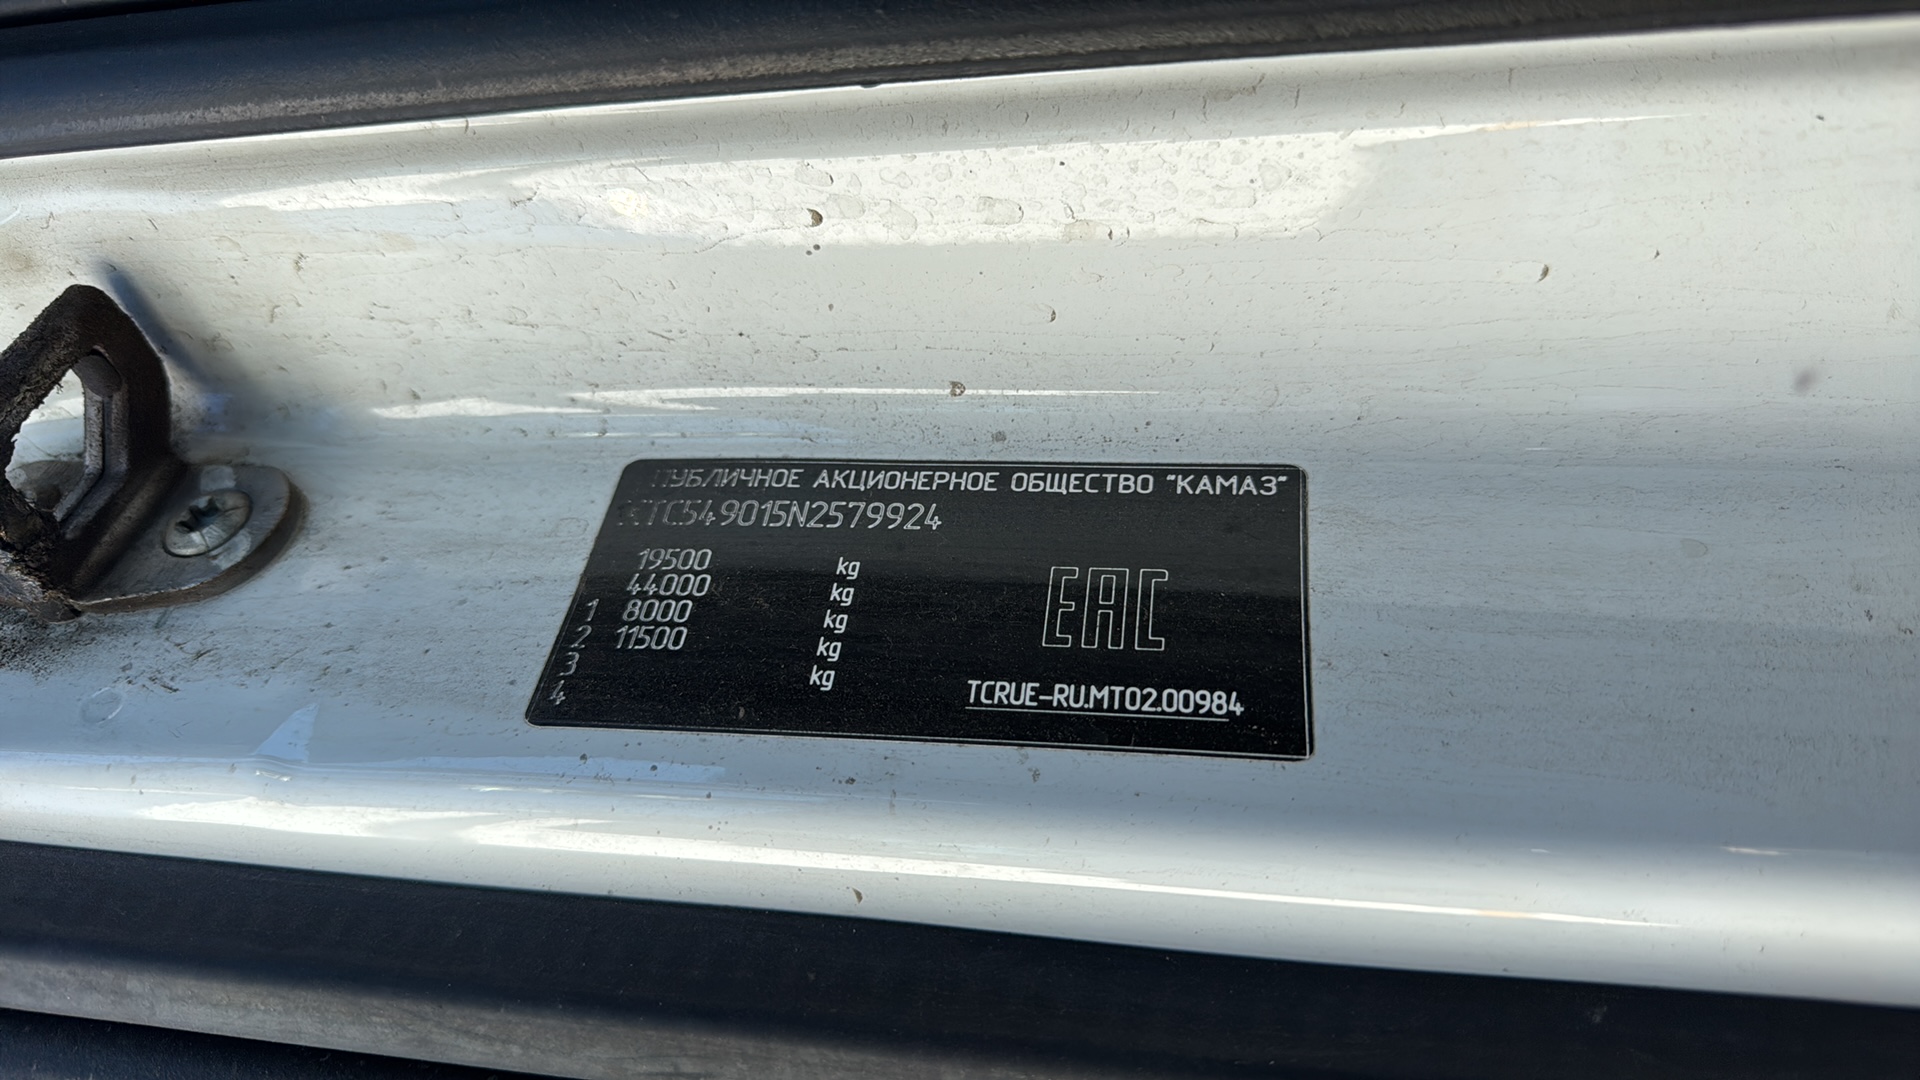 ПУБЛИЧНОЕ АКЦИОНЕРНОЕ ОБЩЕСТВО "КАМАЗ"
XTC549015N2579924
19500 kg
44000 kg
1 8000 kg
2 11500 kg
3 kg
4
EAC
TCRUE-RU.MT02.00984